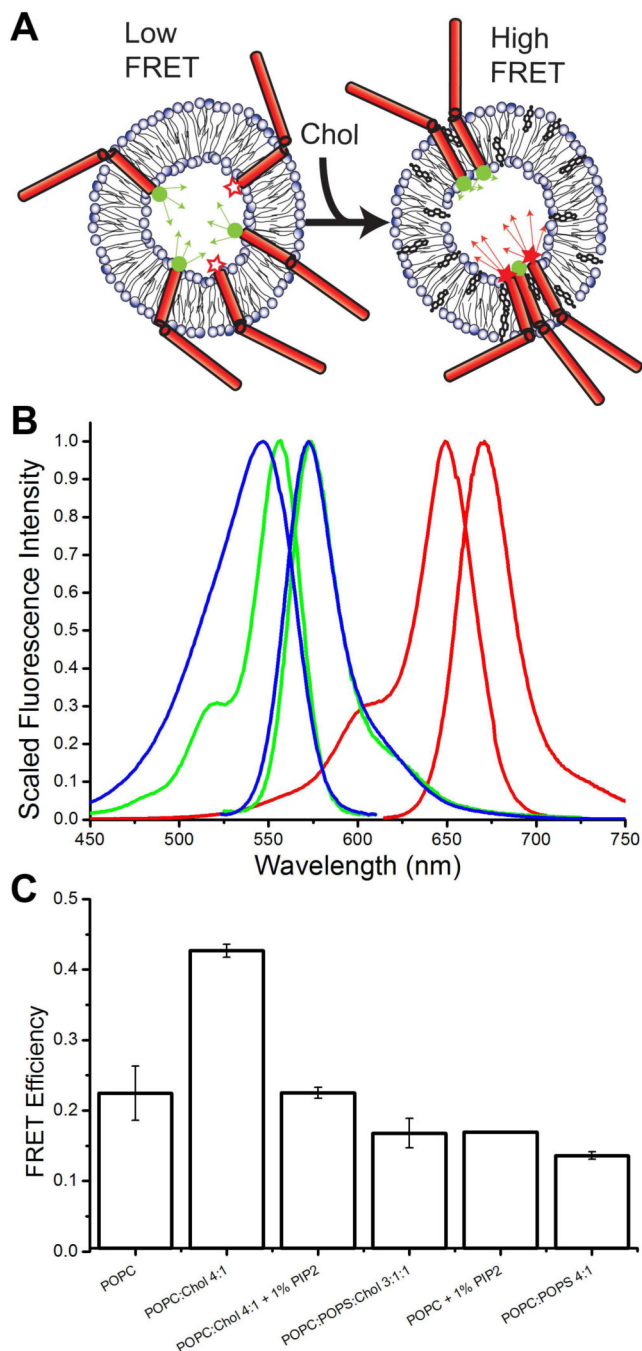 A
Low
FRET
Chol
High
FRET
B
Scaled Fluorescence Intensity
1.0
0.9
0.8
0.7
0.6
0.5
0.4
0.3
0.2
0.1
0.0
450 500 550 600 650 700 750
Wavelength (nm)
C
FRET Efficiency
0.5
0.4
0.3
0.2
0.1
0.0
POPC
POPC:Chol 4:1
POPC:Chol 4:1 + 1% PIP2
POPC:POPS:Chol 3:1:1
POPC + 1% PIP2
POPC:POPS 4:1